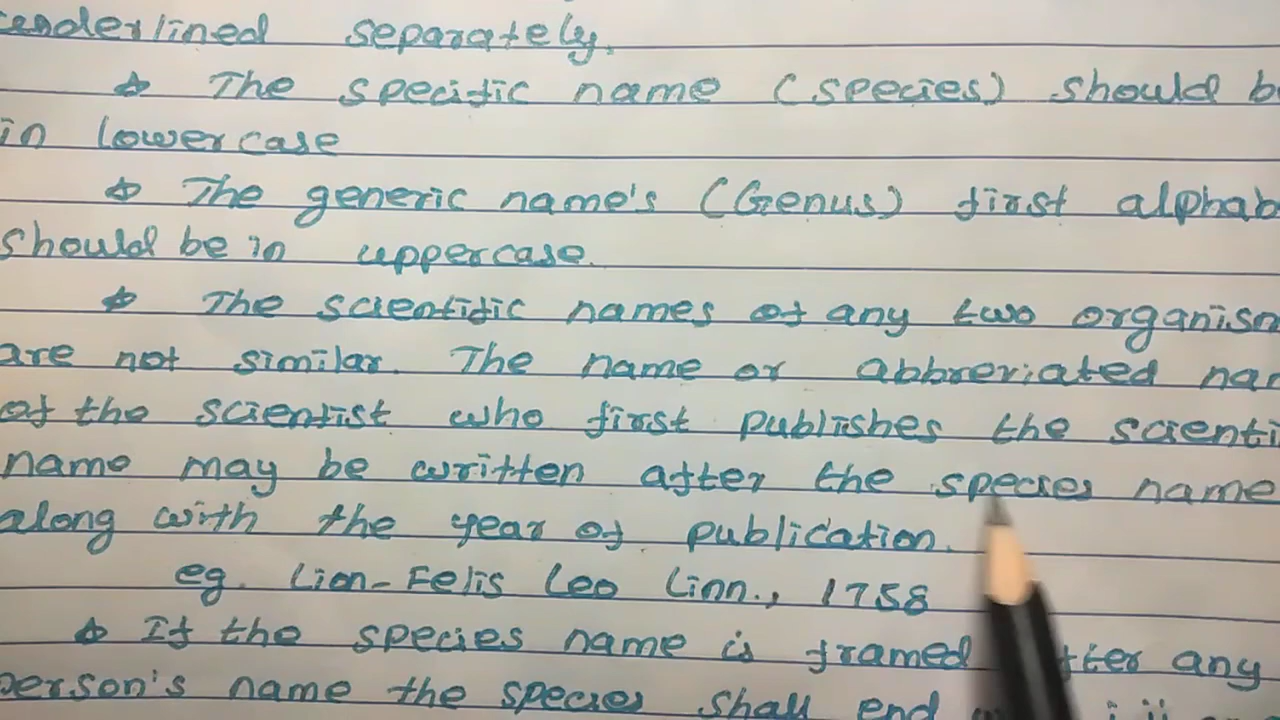 underlined separately.
☆ The specific name (species) should be
in lowercase
☆ The generic name's (Genus) first alphab
should be in uppercase.
☆ The scientific names of any two organism
are not similar. The name or abbreviated nam
of the scientist who first publishes the scienti
name may be written after the species name
along with the year of publication.
eg. Lion-Felis Leo Linn., 1758
☆ If the species name is framed after any
person's name the species shall end i, ii